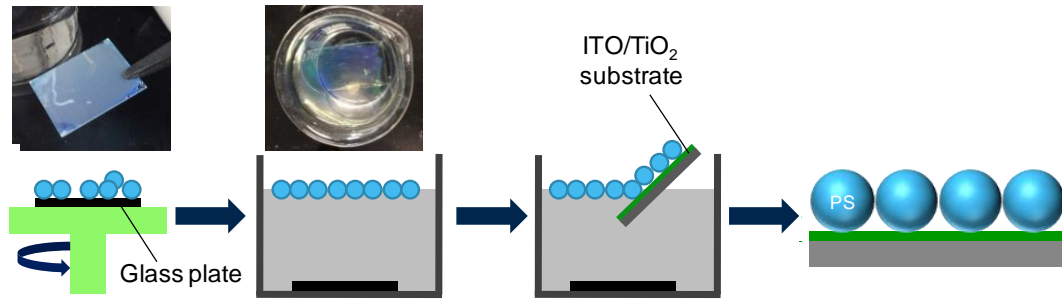 ITO/TiO₂
substrate
PS
Glass plate